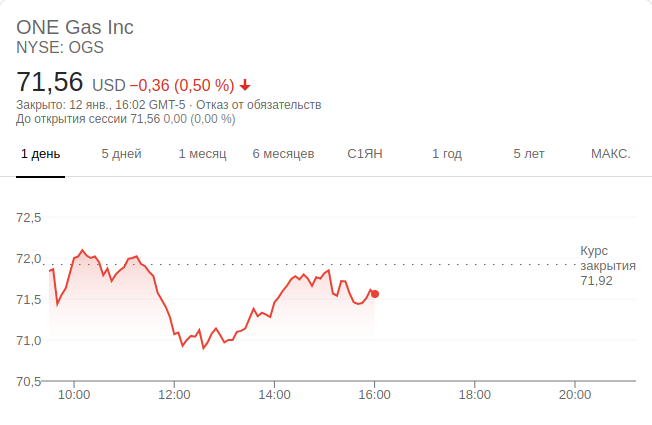 ONE Gas Inc
NYSE: OGS
71,56 USD −0,36 (0,50 %)
Закрыто: 12 янв., 16:02 GMT-5 · Отказ от обязательств
До открытия сессии 71,56 0,00 (0,00 %)
1 день 5 дней 1 месяц 6 месяцев С1ЯН 1 год 5 лет МАКС.
72,5
72,0
71,5
71,0
70,5
Курс
закрытия
71,92
10:00 12:00 14:00 16:00 18:00 20:00